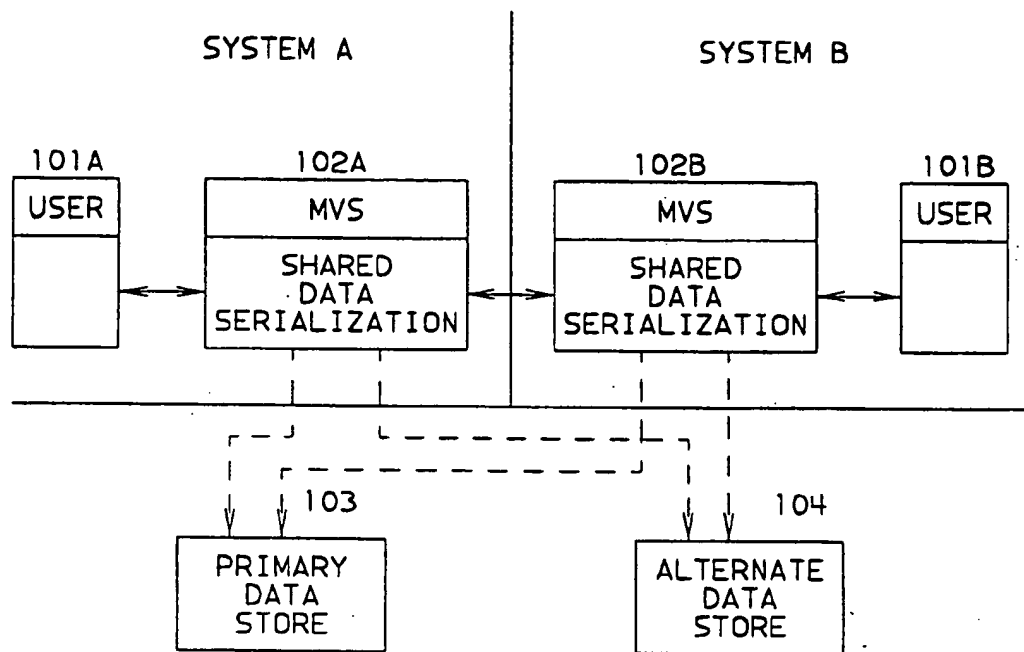 SYSTEM A
SYSTEM B
101A
102A
102B
101B
USER
MVS
MVS
USER
SHARED
DATA
SERIALIZATION
SHARED
DATA
SERIALIZATION
103
104
PRIMARY
DATA
STORE
ALTERNATE
DATA
STORE